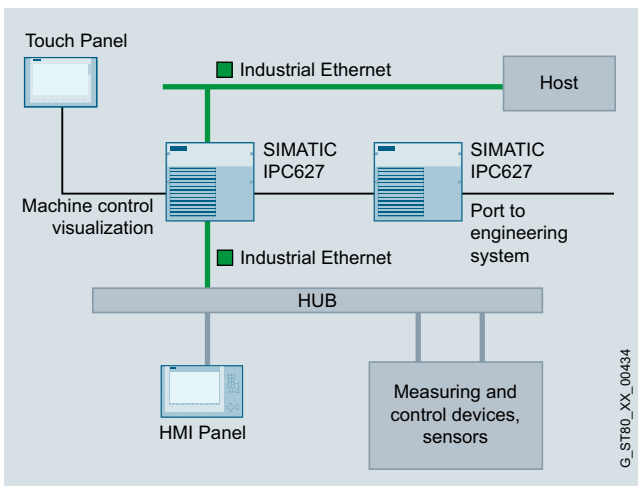 Touch Panel
Industrial Ethernet
Host
SIMATIC
IPC627
SIMATIC
IPC627
Machine control
visualization
Port to
engineering
system
Industrial Ethernet
HUB
HMI Panel
Measuring and
control devices,
sensors
G_ST80_XX_00434